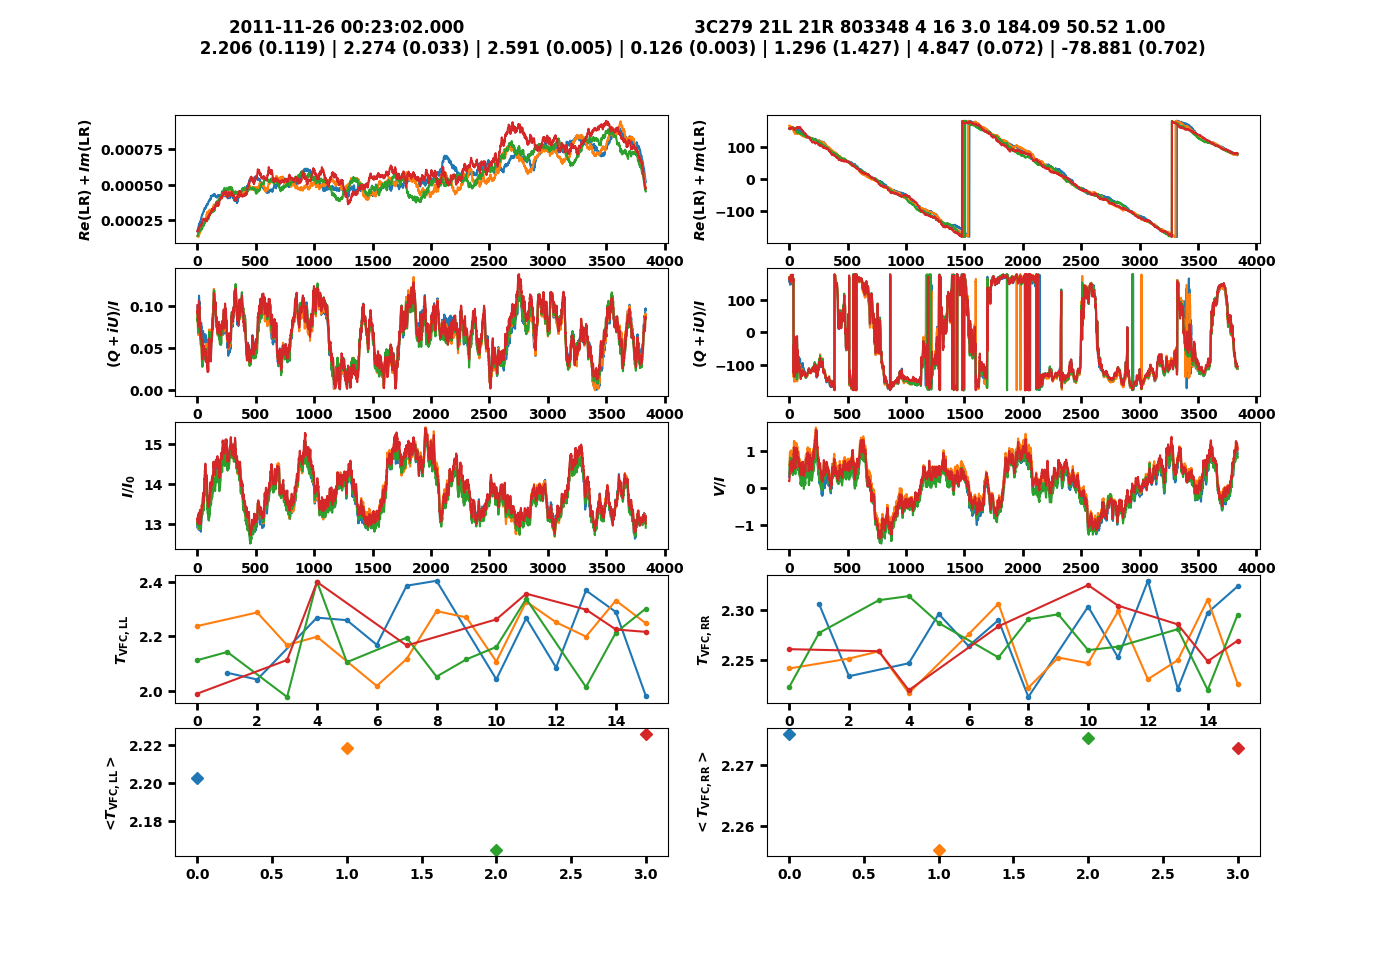 2011-11-26 00:23:02.000 3C279 21L 21R 803348 4 16 3.0 184.09 50.52 1.00
2.206 (0.119) | 2.274 (0.033) | 2.591 (0.005) | 0.126 (0.003) | 1.296 (1.427) | 4.847 (0.072) | -78.881 (0.702)
Re(LR) + Im(LR)
0.00075
0.00050
0.00025
0 500 1000 1500 2000 2500 3000 3500 4000
Re(LR) + Im(LR)
100
0
−100
0 500 1000 1500 2000 2500 3000 3500 4000
(Q + iU)/I
0.10
0.05
0.00
0 500 1000 1500 2000 2500 3000 3500 4000
(Q + iU)/I
100
0
−100
0 500 1000 1500 2000 2500 3000 3500 4000
I/I0
15
14
13
0 500 1000 1500 2000 2500 3000 3500 4000
V/I
1
0
−1
0 500 1000 1500 2000 2500 3000 3500 4000
TVFC, LL
2.4
2.2
2.0
0 2 4 6 8 10 12 14
TVFC, RR
2.30
2.25
0 2 4 6 8 10 12 14
<TVFC, LL >
2.22
2.20
2.18
0.0 0.5 1.0 1.5 2.0 2.5 3.0
< TVFC, RR >
2.27
2.26
0.0 0.5 1.0 1.5 2.0 2.5 3.0